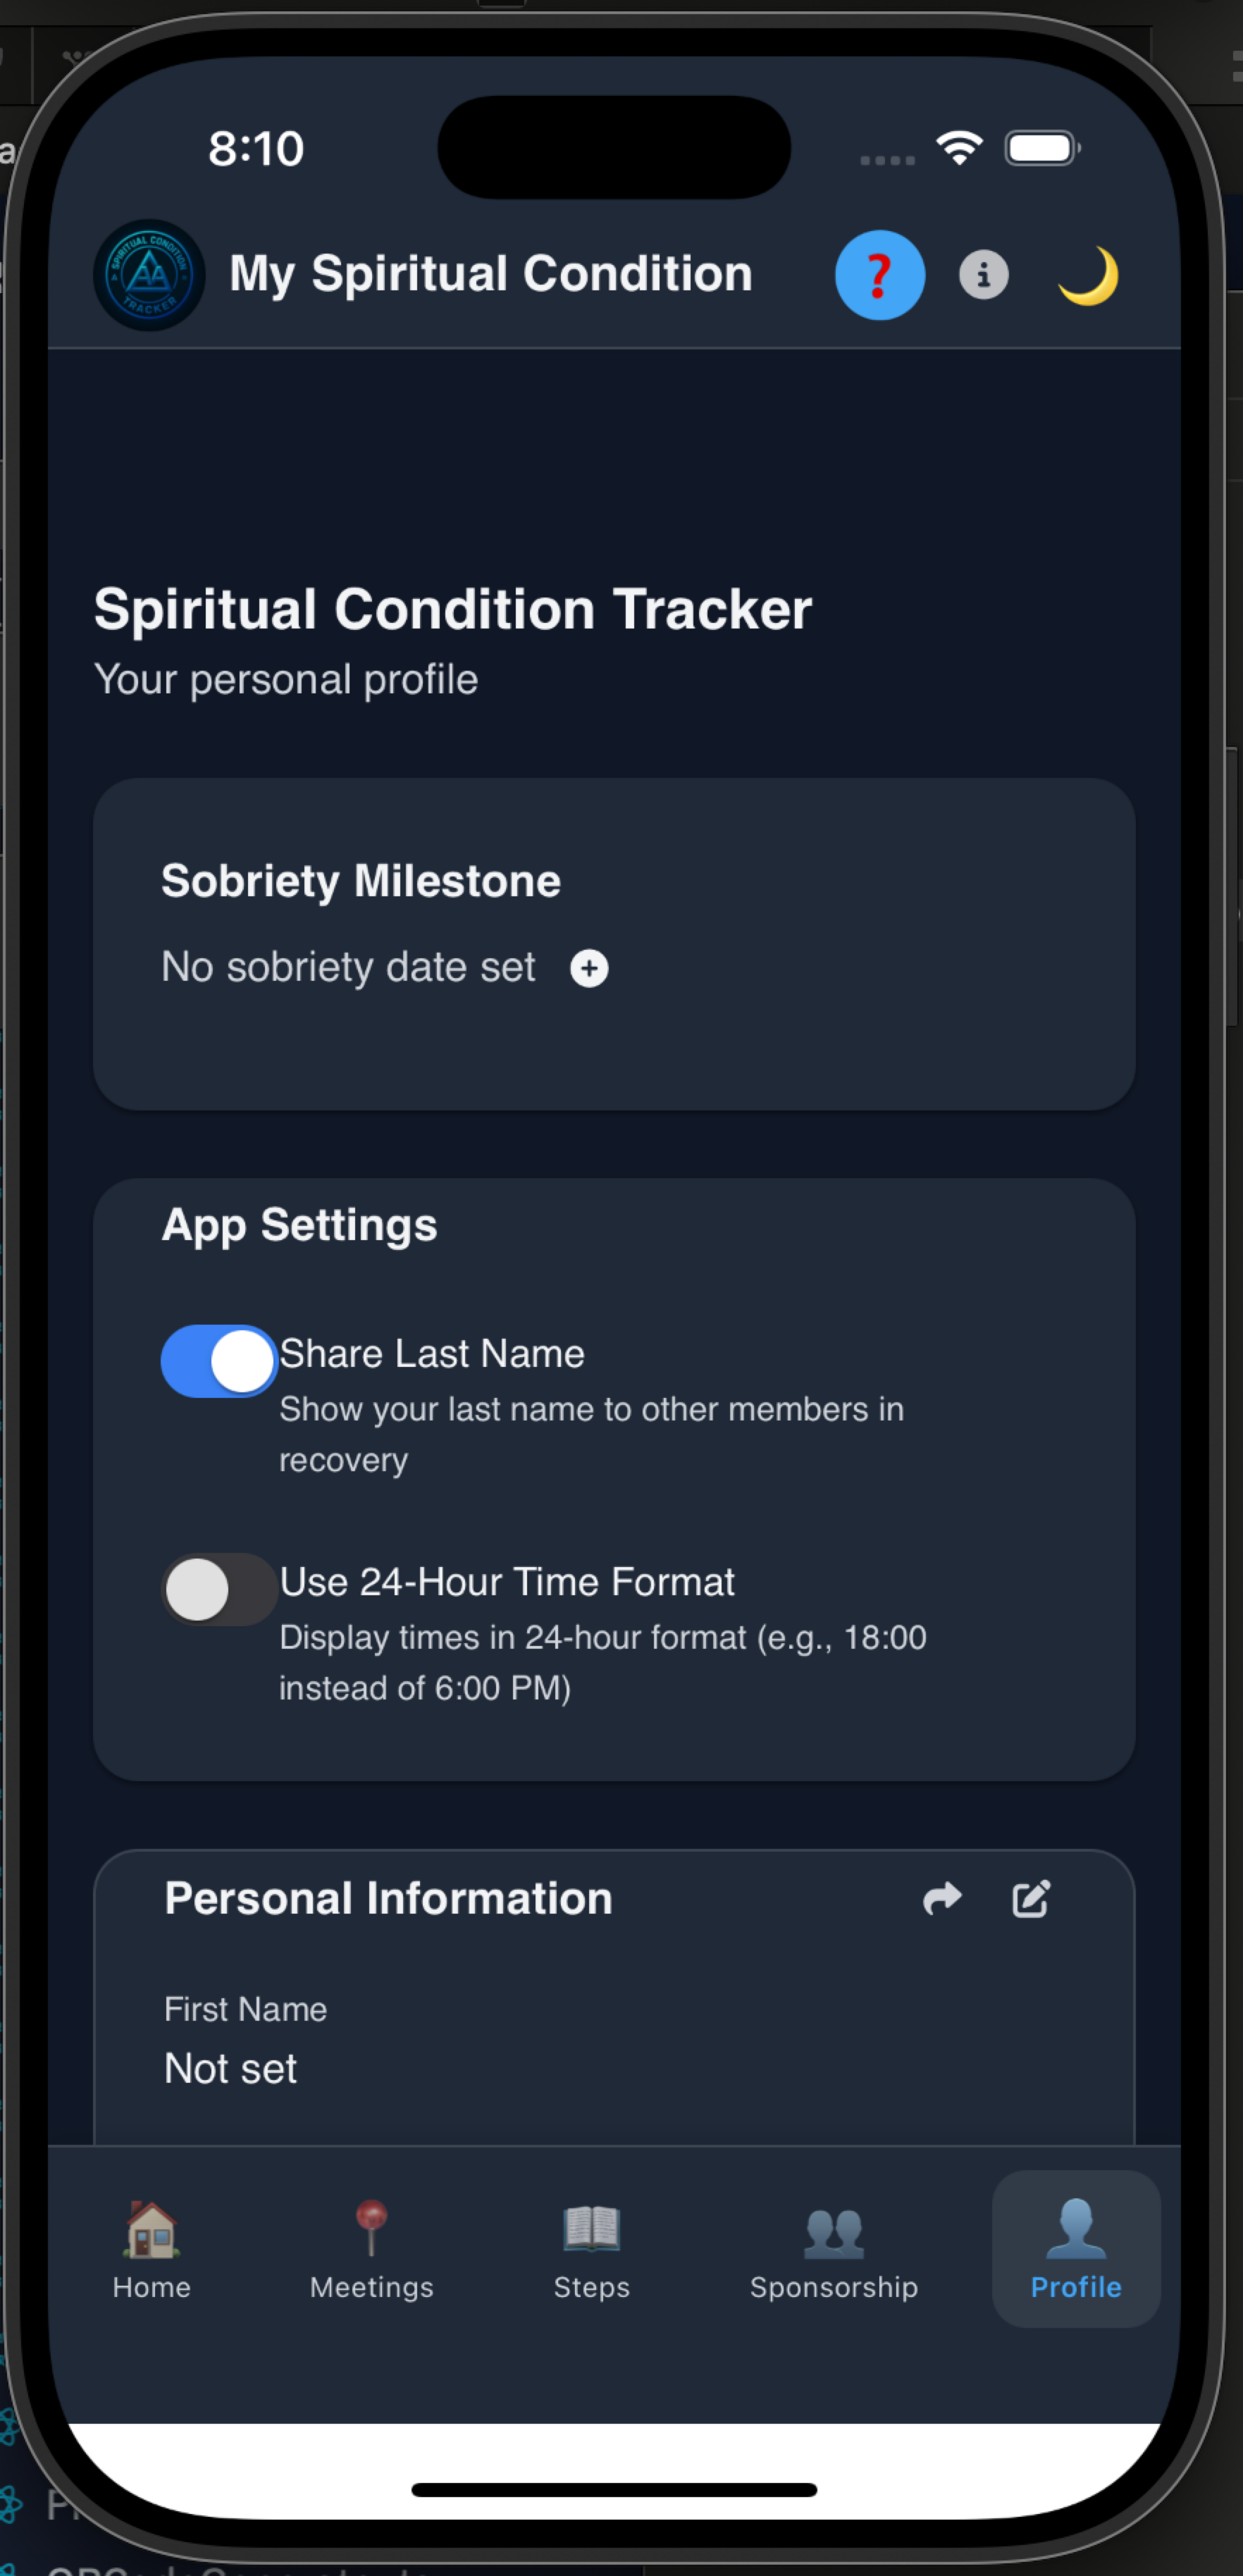 8:10
SPIRITUAL CONDITION
AA
TRACKER
My Spiritual Condition
Spiritual Condition Tracker
Your personal profile
Sobriety Milestone
No sobriety date set
App Settings
Share Last Name
Show your last name to other members in
recovery
Use 24-Hour Time Format
Display times in 24-hour format (e.g., 18:00
instead of 6:00 PM)
Personal Information
First Name
Not set
Home
Meetings
Steps
Sponsorship
Profile